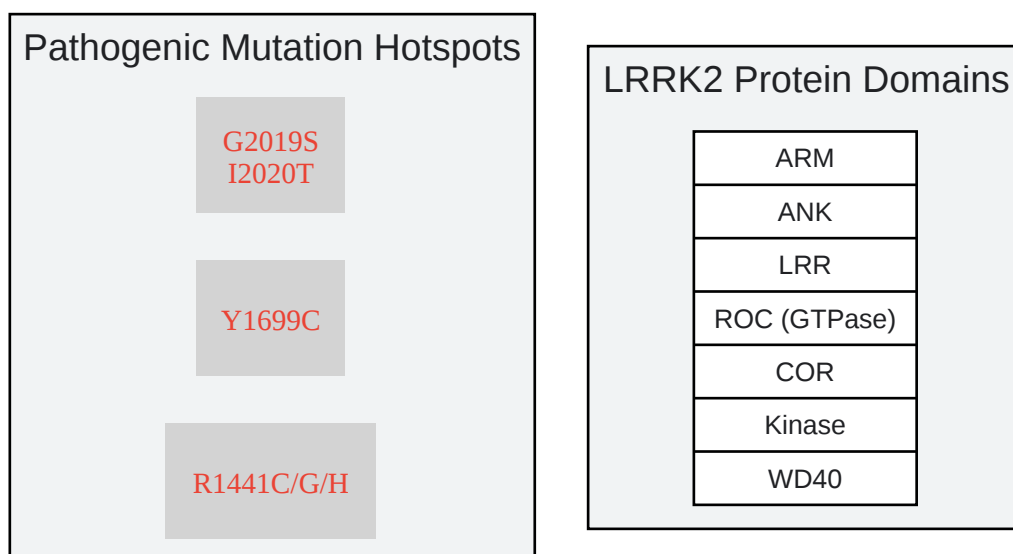 Pathogenic Mutation Hotspots
G2019S
I2020T
Y1699C
R1441C/G/H
LRRK2 Protein Domains
ARM
ANK
LRR
ROC (GTPase)
COR
Kinase
WD40